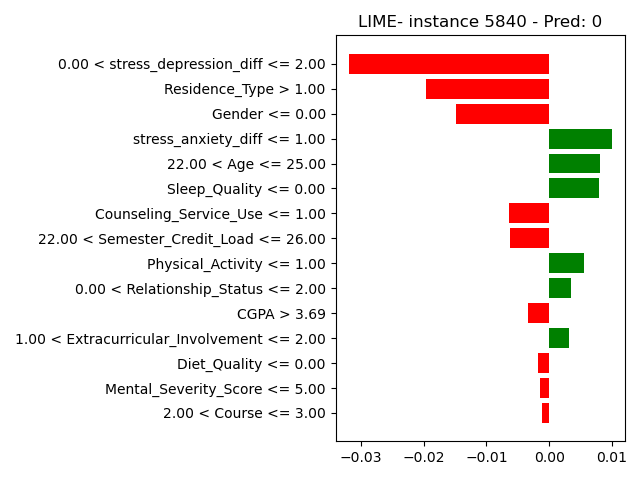 LIME- instance 5840 - Pred: 0
0.00 < stress_depression_diff <= 2.00
Residence_Type > 1.00
Gender <= 0.00
stress_anxiety_diff <= 1.00
22.00 < Age <= 25.00
Sleep_Quality <= 0.00
Counseling_Service_Use <= 1.00
22.00 < Semester_Credit_Load <= 26.00
Physical_Activity <= 1.00
0.00 < Relationship_Status <= 2.00
CGPA > 3.69
1.00 < Extracurricular_Involvement <= 2.00
Diet_Quality <= 0.00
Mental_Severity_Score <= 5.00
2.00 < Course <= 3.00
−0.03 −0.02 −0.01 0.00 0.01